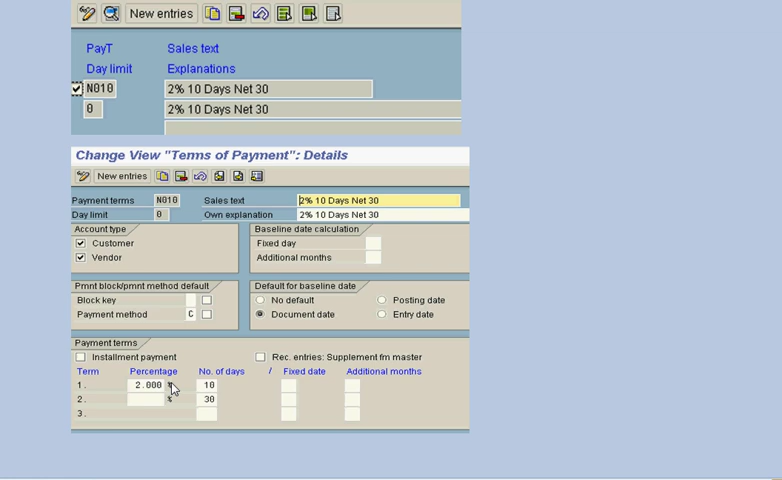 New entries
PayT Sales text
Day limit Explanations
N010 2% 10 Days Net 30
0 2% 10 Days Net 30
Change View "Terms of Payment": Details
New entries
Payment terms N010 Sales text 2% 10 Days Net 30
Day limit 0 Own explanation 2% 10 Days Net 30
Account type Baseline date calculation
Customer Fixed day
Vendor Additional months
Pmnt block/pmnt method default Default for baseline date
Block key No default Posting date
Payment method C Document date Entry date
Payment terms
Installment payment Rec. entries: Supplement fm master
Term Percentage No. of days / Fixed date Additional months
1. 2.000 % 10
2. % 30
3.